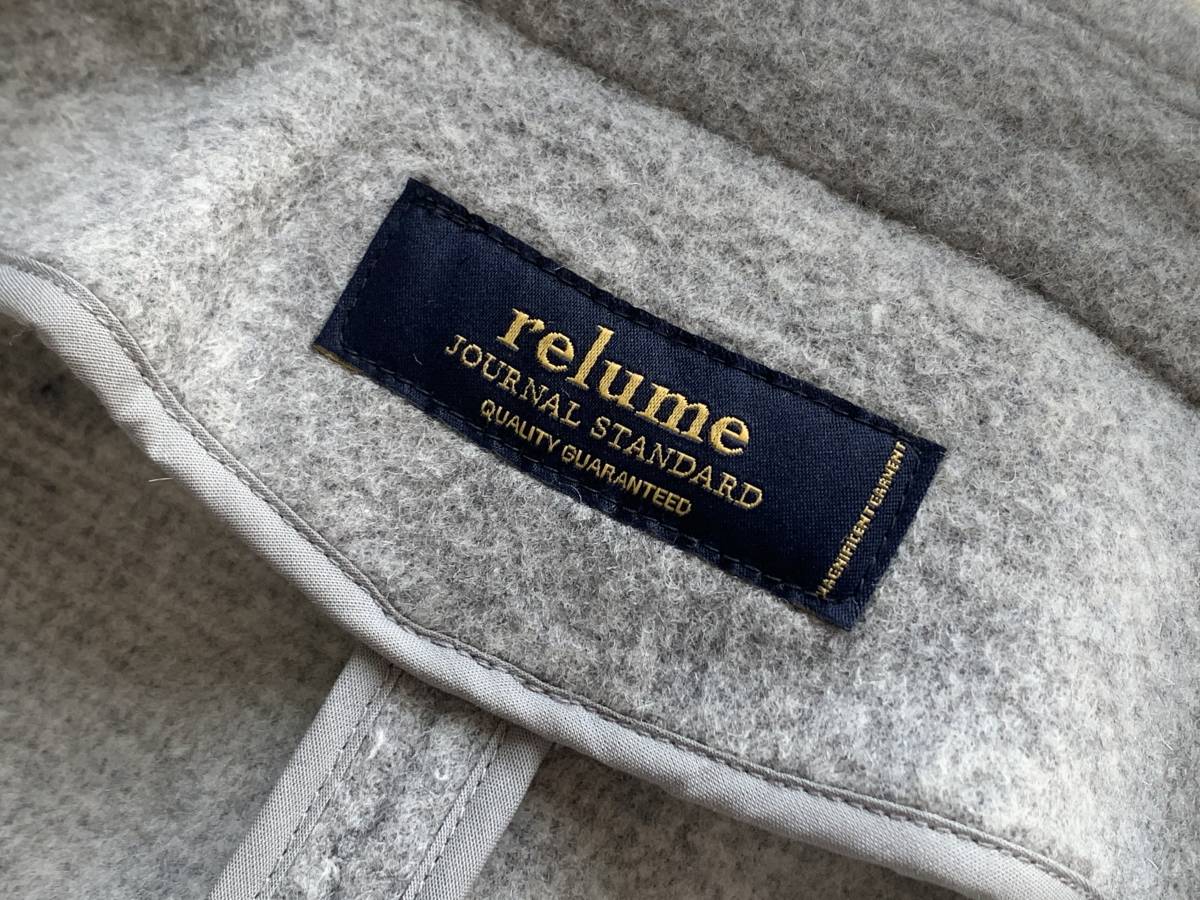 relume
JOURNAL STANDARD
QUALITY GUARANTEED
MAGNIFICENT GARMENT